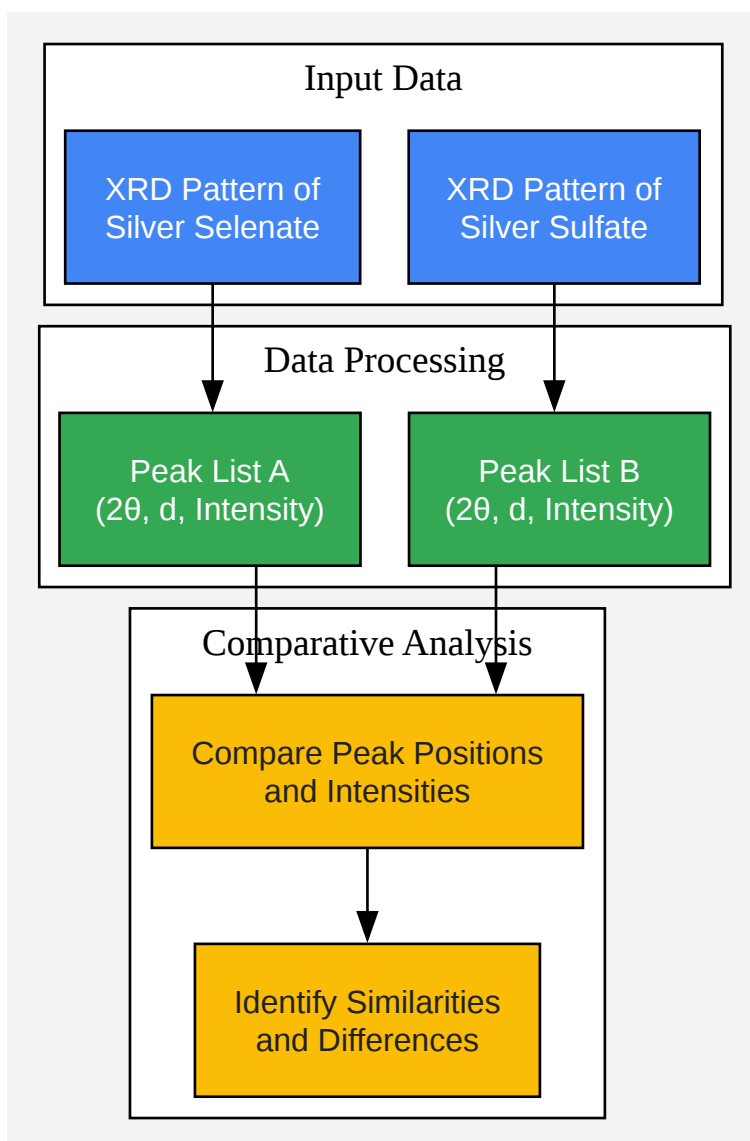 Input Data
XRD Pattern of
Silver Selenate
XRD Pattern of
Silver Sulfate
Data Processing
Peak List A
(2θ, d, Intensity)
Peak List B
(2θ, d, Intensity)
Comparative Analysis
Compare Peak Positions
and Intensities
Identify Similarities
and Differences